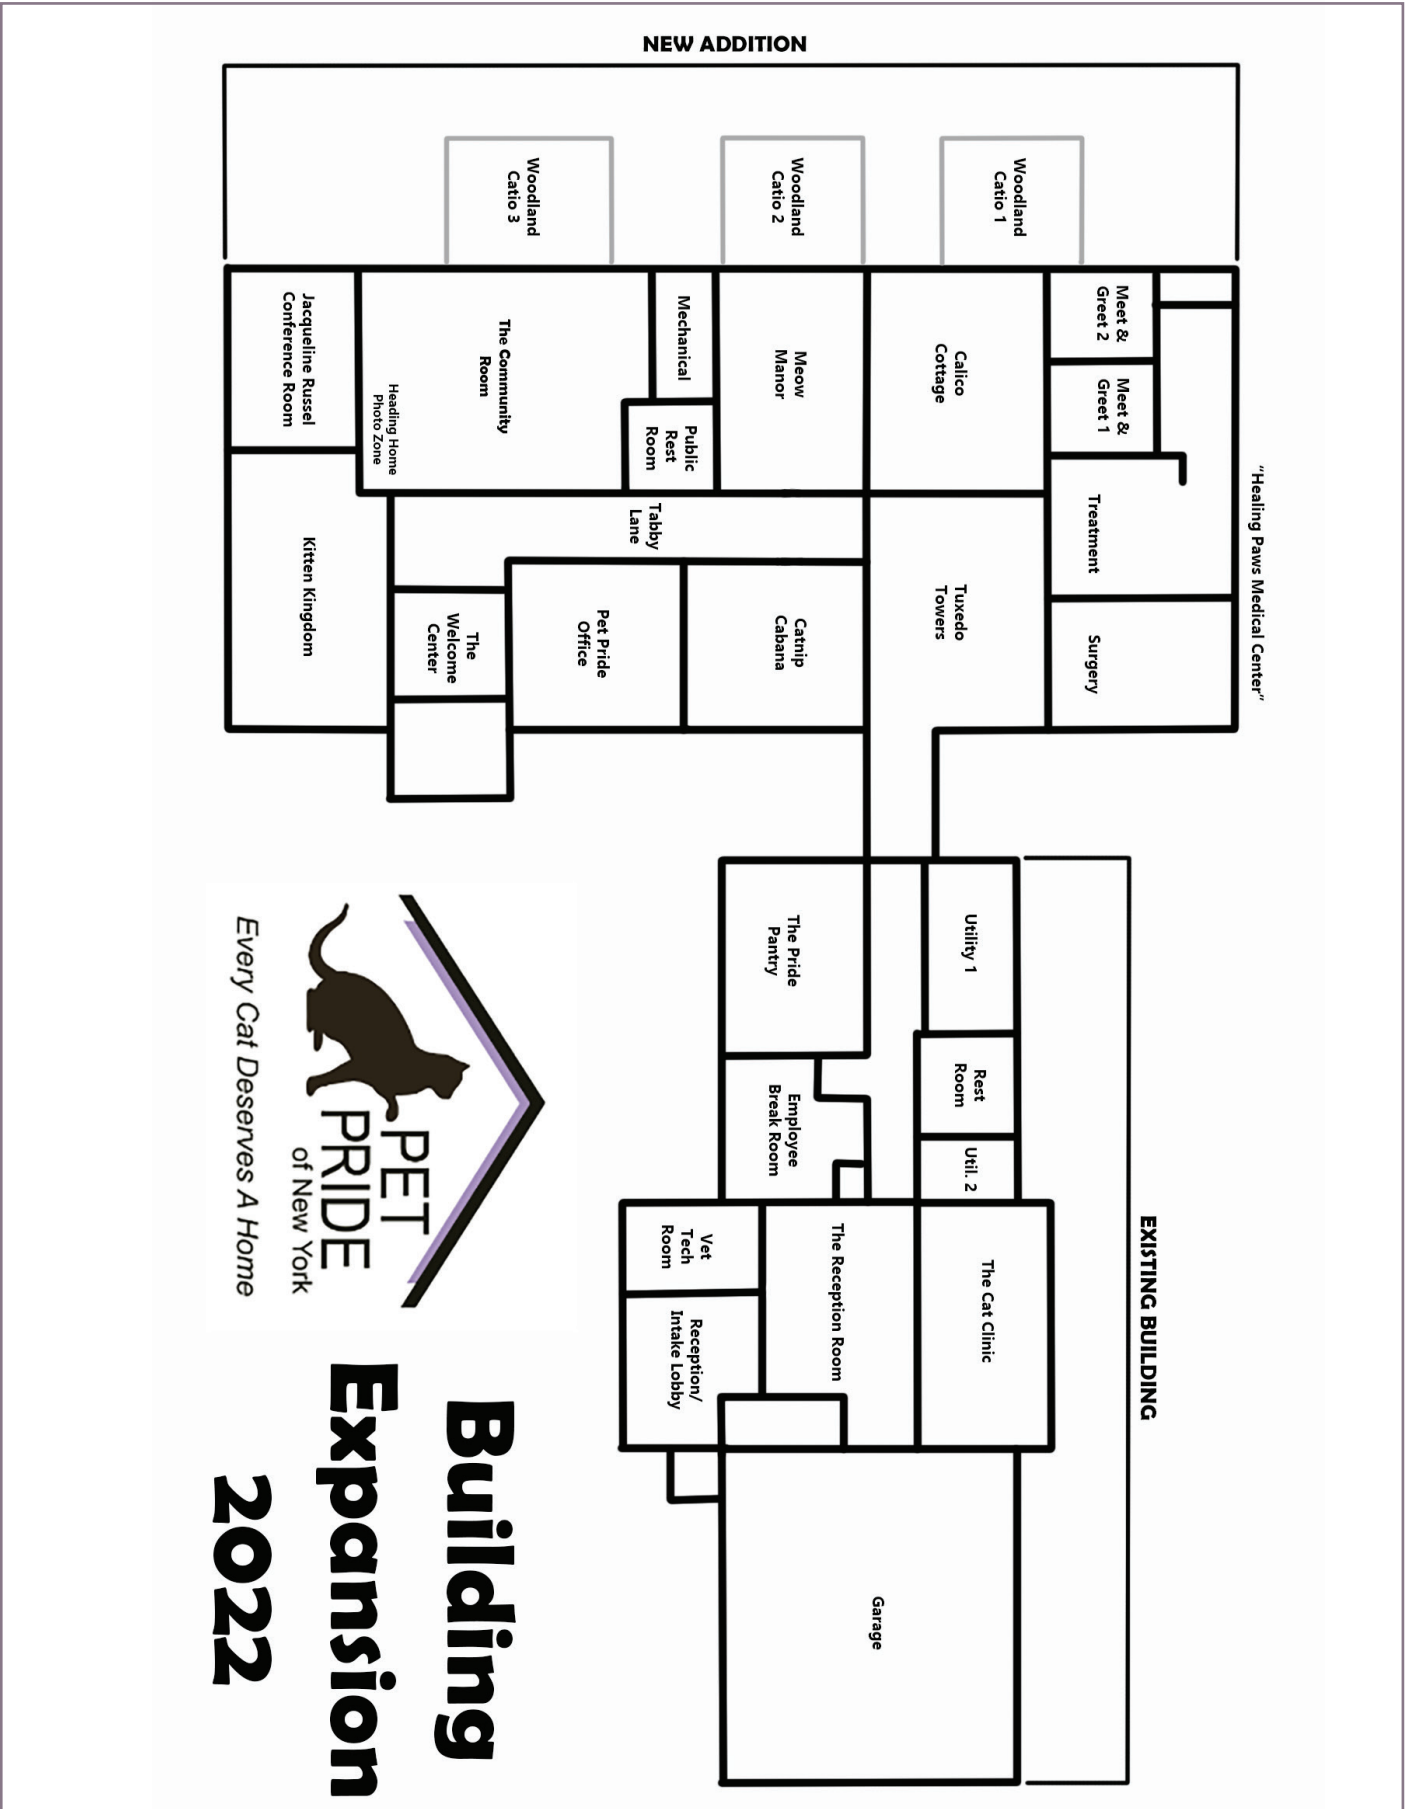 NEW ADDITION
Woodland
Catio 3
Woodland
Catio 2
Woodland
Catio 1
Jacqueline Russel
Conference Room
The Community
Room
Heading Home
Photo Zone
Mechanical
Public
Rest
Room
Meow
Manor
Calico
Cottage
Meet &
Greet 2
Meet &
Greet 1
Treatment
Surgery
"Healing Paws Medical Center"
Kitten Kingdom
Tabby
Lane
The
Welcome
Center
Pet Pride
Office
Catnip
Cabana
Tuxedo
Towers
EXISTING BUILDING
The Pride
Pantry
Utility 1
Rest
Room
Util. 2
Employee
Break Room
Vet
Tech
Room
The Reception Room
The Cat Clinic
Reception/
Intake Lobby
Garage
PET
PRIDE
of New York
Every Cat Deserves A Home
Building
Expansion
2022